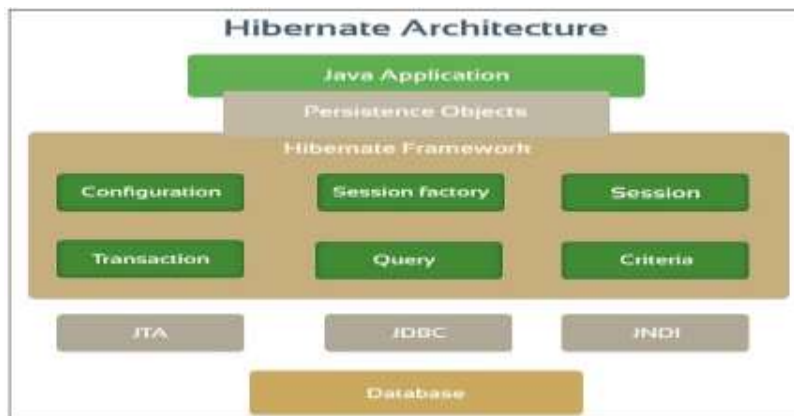 Hibernate Architecture
Java Application
Persistence Objects
Hibernate Framework
Configuration
Session factory
Session
Transaction
Query
Criteria
JTA
JDBC
JNDI
Database